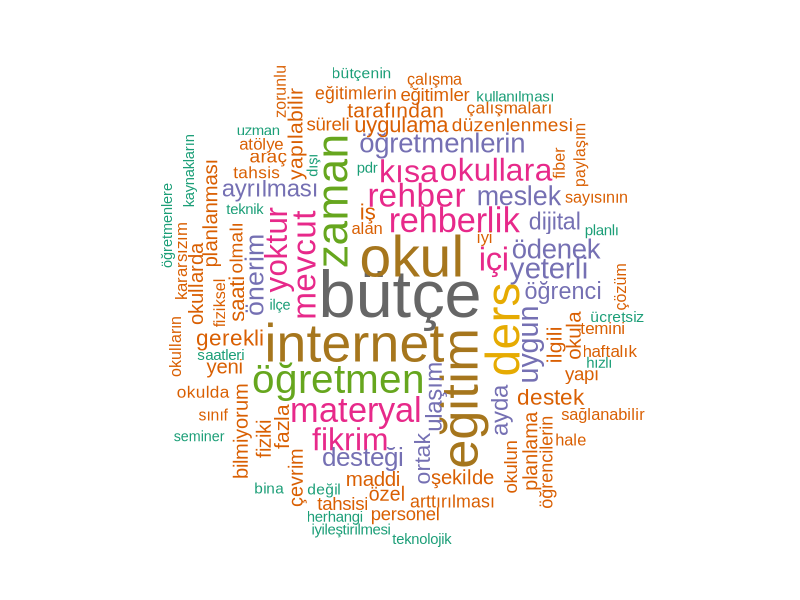 bütçenin
çalışma
zorunlu
eğitimlerin
eğitimler
kullanılması
yapılabilir
tarafından
çalışmaları
uzman
süreli
uygulama
düzenlenmesi
atölye
zaman
öğretmenlerin
kaynakların
araç
dışı
pdr
kısa
okullara
fiber
paylaşım
tahsis
planlanması
ayrılması
rehber
meslek
sayısının
öğretmenlere
teknik
iş
rehberlik
dijital
kararsızım
olmalı
yoktur
mevcut
alan
iyi
planlı
okullarda
önerim
okul
içi
ödenek
fiziksel
saati
yeterli
çözüm
ilçe
bütçe
ders
öğrenci
ücretsiz
gerekli
internet
eğitim
uygun
ilgili
okula
temini
okulların
saatleri
haftalık
yeni
öğretmen
ulaşım
hızlı
yapı
okulda
bilmiyorum
materyal
ayda
destek
sınıf
fiziki
fazla
fikrim
sağlanabilir
seminer
desteği
ortak
okulun
planlama
öğrencilerin
hale
çevrim
maddi
şekilde
bina
değil
özel
arttırılması
tahsisi
personel
herhangi
iyileştirilmesi
teknolojik